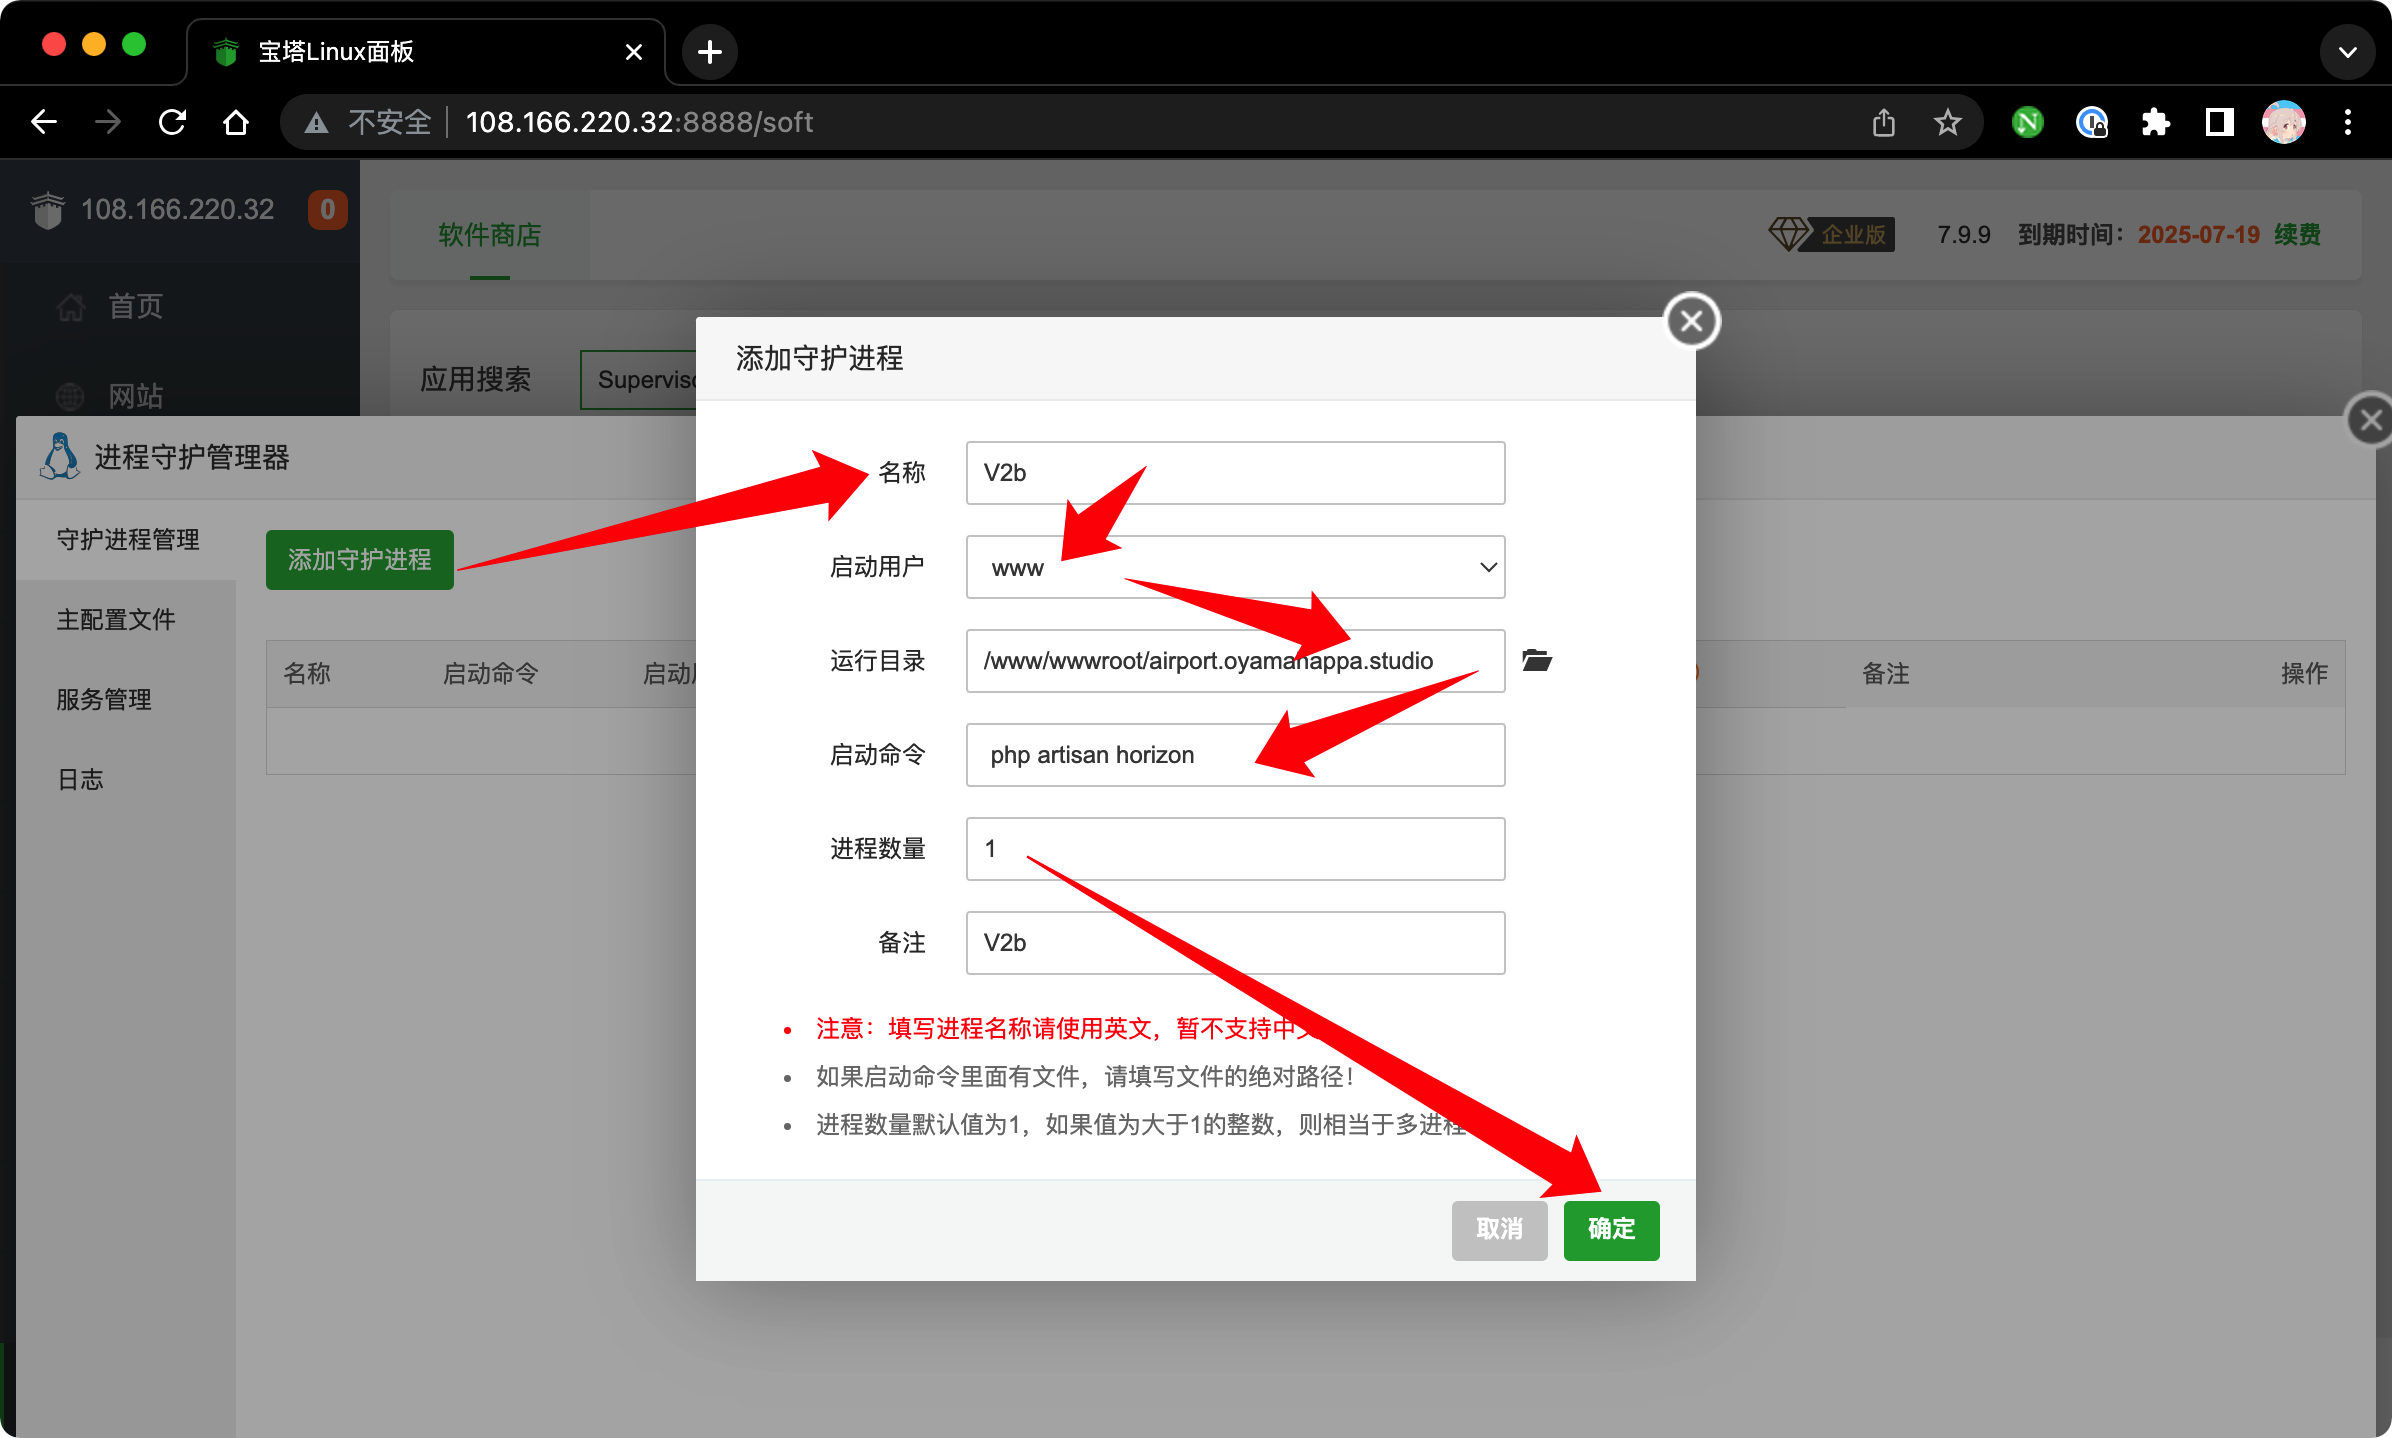 宝塔Linux面板
不安全
108.166.220.32:8888/soft
108.166.220.32
0
软件商店
企业版
7.9.9
到期时间：
2025-07-19
续费
首页
网站
应用搜索
进程守护管理器
守护进程管理
主配置文件
服务管理
日志
添加守护进程
名称
启动命令
备注
操作
添加守护进程
名称
V2b
启动用户
www
运行目录
/www/wwwroot/airport.oyamahappa.studio
启动命令
php artisan horizon
进程数量
1
备注
V2b
注意：填写进程名称请使用英文，暂不支持中
如果启动命令里面有文件，请填写文件的绝对路径！
进程数量默认值为1，如果值为大于1的整数，则相当于多进程
取消
确定